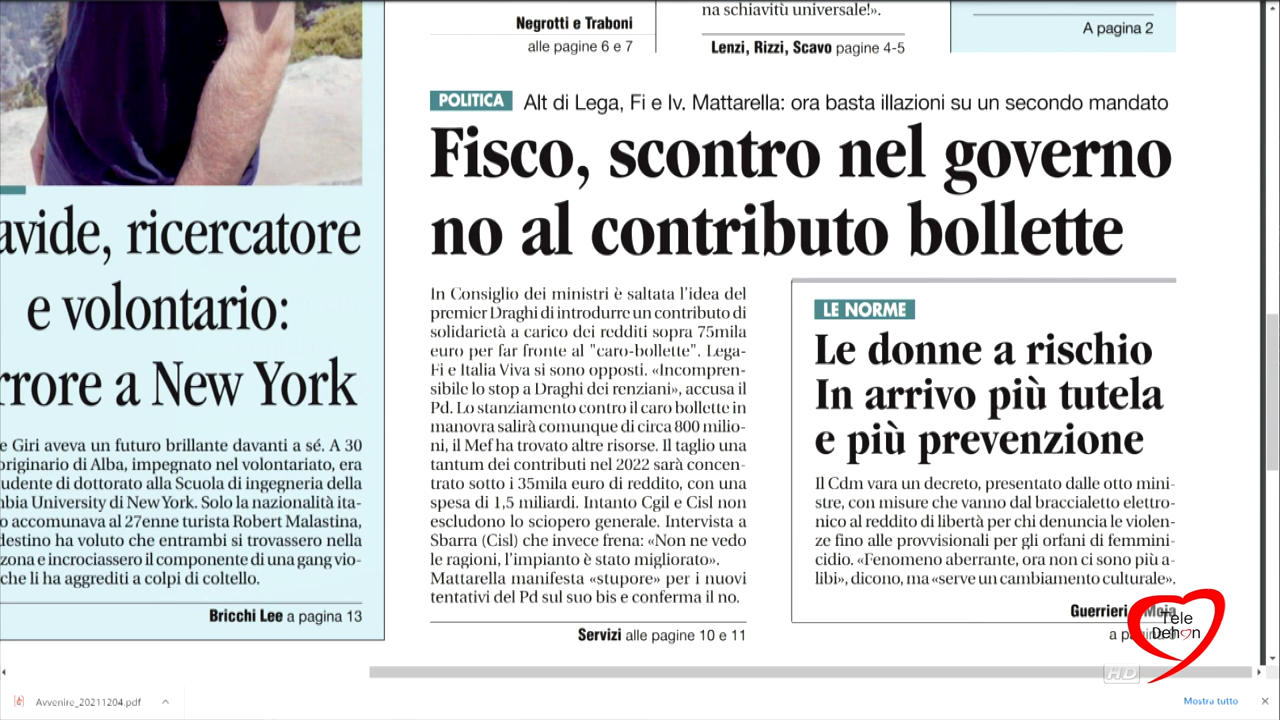 na schiavitù universale!».
Negrotti e Traboni
alle pagine 6 e 7
Lenzi, Rizzi, Scavo pagine 4-5
A pagina 2
POLITICA Alt di Lega, Fi e Iv. Mattarella: ora basta illazioni su un secondo mandato
Fisco, scontro nel governo
no al contributo bollette
avide, ricercatore
e volontario:
rrore a New York
e Giri aveva un futuro brillante davanti a sé. A 30
originario di Alba, impegnato nel volontariato, era
udente di dottorato alla Scuola di ingegneria della
bia University di New York. Solo la nazionalità ita-
o accomunava al 27enne turista Robert Malastina,
destino ha voluto che entrambi si trovassero nella
zona e incrociassero il componente di una gang vio-
che li ha aggrediti a colpi di coltello.
Bricchi Lee a pagina 13
In Consiglio dei ministri è saltata l'idea del
premier Draghi di introdurre un contributo di
solidarietà a carico dei redditi sopra 75mila
euro per far fronte al "caro-bollette". Lega-
Fi e Italia Viva si sono opposti. «Incompren-
sibile lo stop a Draghi dei renziani», accusa il
Pd. Lo stanziamento contro il caro bollette in
manovra salirà comunque di circa 800 milio-
ni, il Mef ha trovato altre risorse. Il taglio una
tantum dei contributi nel 2022 sarà concen-
trato sotto i 35mila euro di reddito, con una
spesa di 1,5 miliardi. Intanto Cgil e Cisl non
escludono lo sciopero generale. Intervista a
Sbarra (Cisl) che invece frena: «Non ne vedo
le ragioni, l'impianto è stato migliorato».
Mattarella manifesta «stupore» per i nuovi
tentativi del Pd sul suo bis e conferma il no.
Servizi alle pagine 10 e 11
LE NORME
Le donne a rischio
In arrivo più tutela
e più prevenzione
Il Cdm vara un decreto, presentato dalle otto mini-
stre, con misure che vanno dal braccialetto elettro-
nico al reddito di libertà per chi denuncia le violen-
ze fino alle provvisionali per gli orfani di femmini-
cidio. «Fenomeno aberrante, ora non ci sono più a-
libi», dicono, ma «serve un cambiamento culturale».
Guerrieri
a
Tele
Dehon
HD
Avvenire_20211204.pdf
Mostra tutto